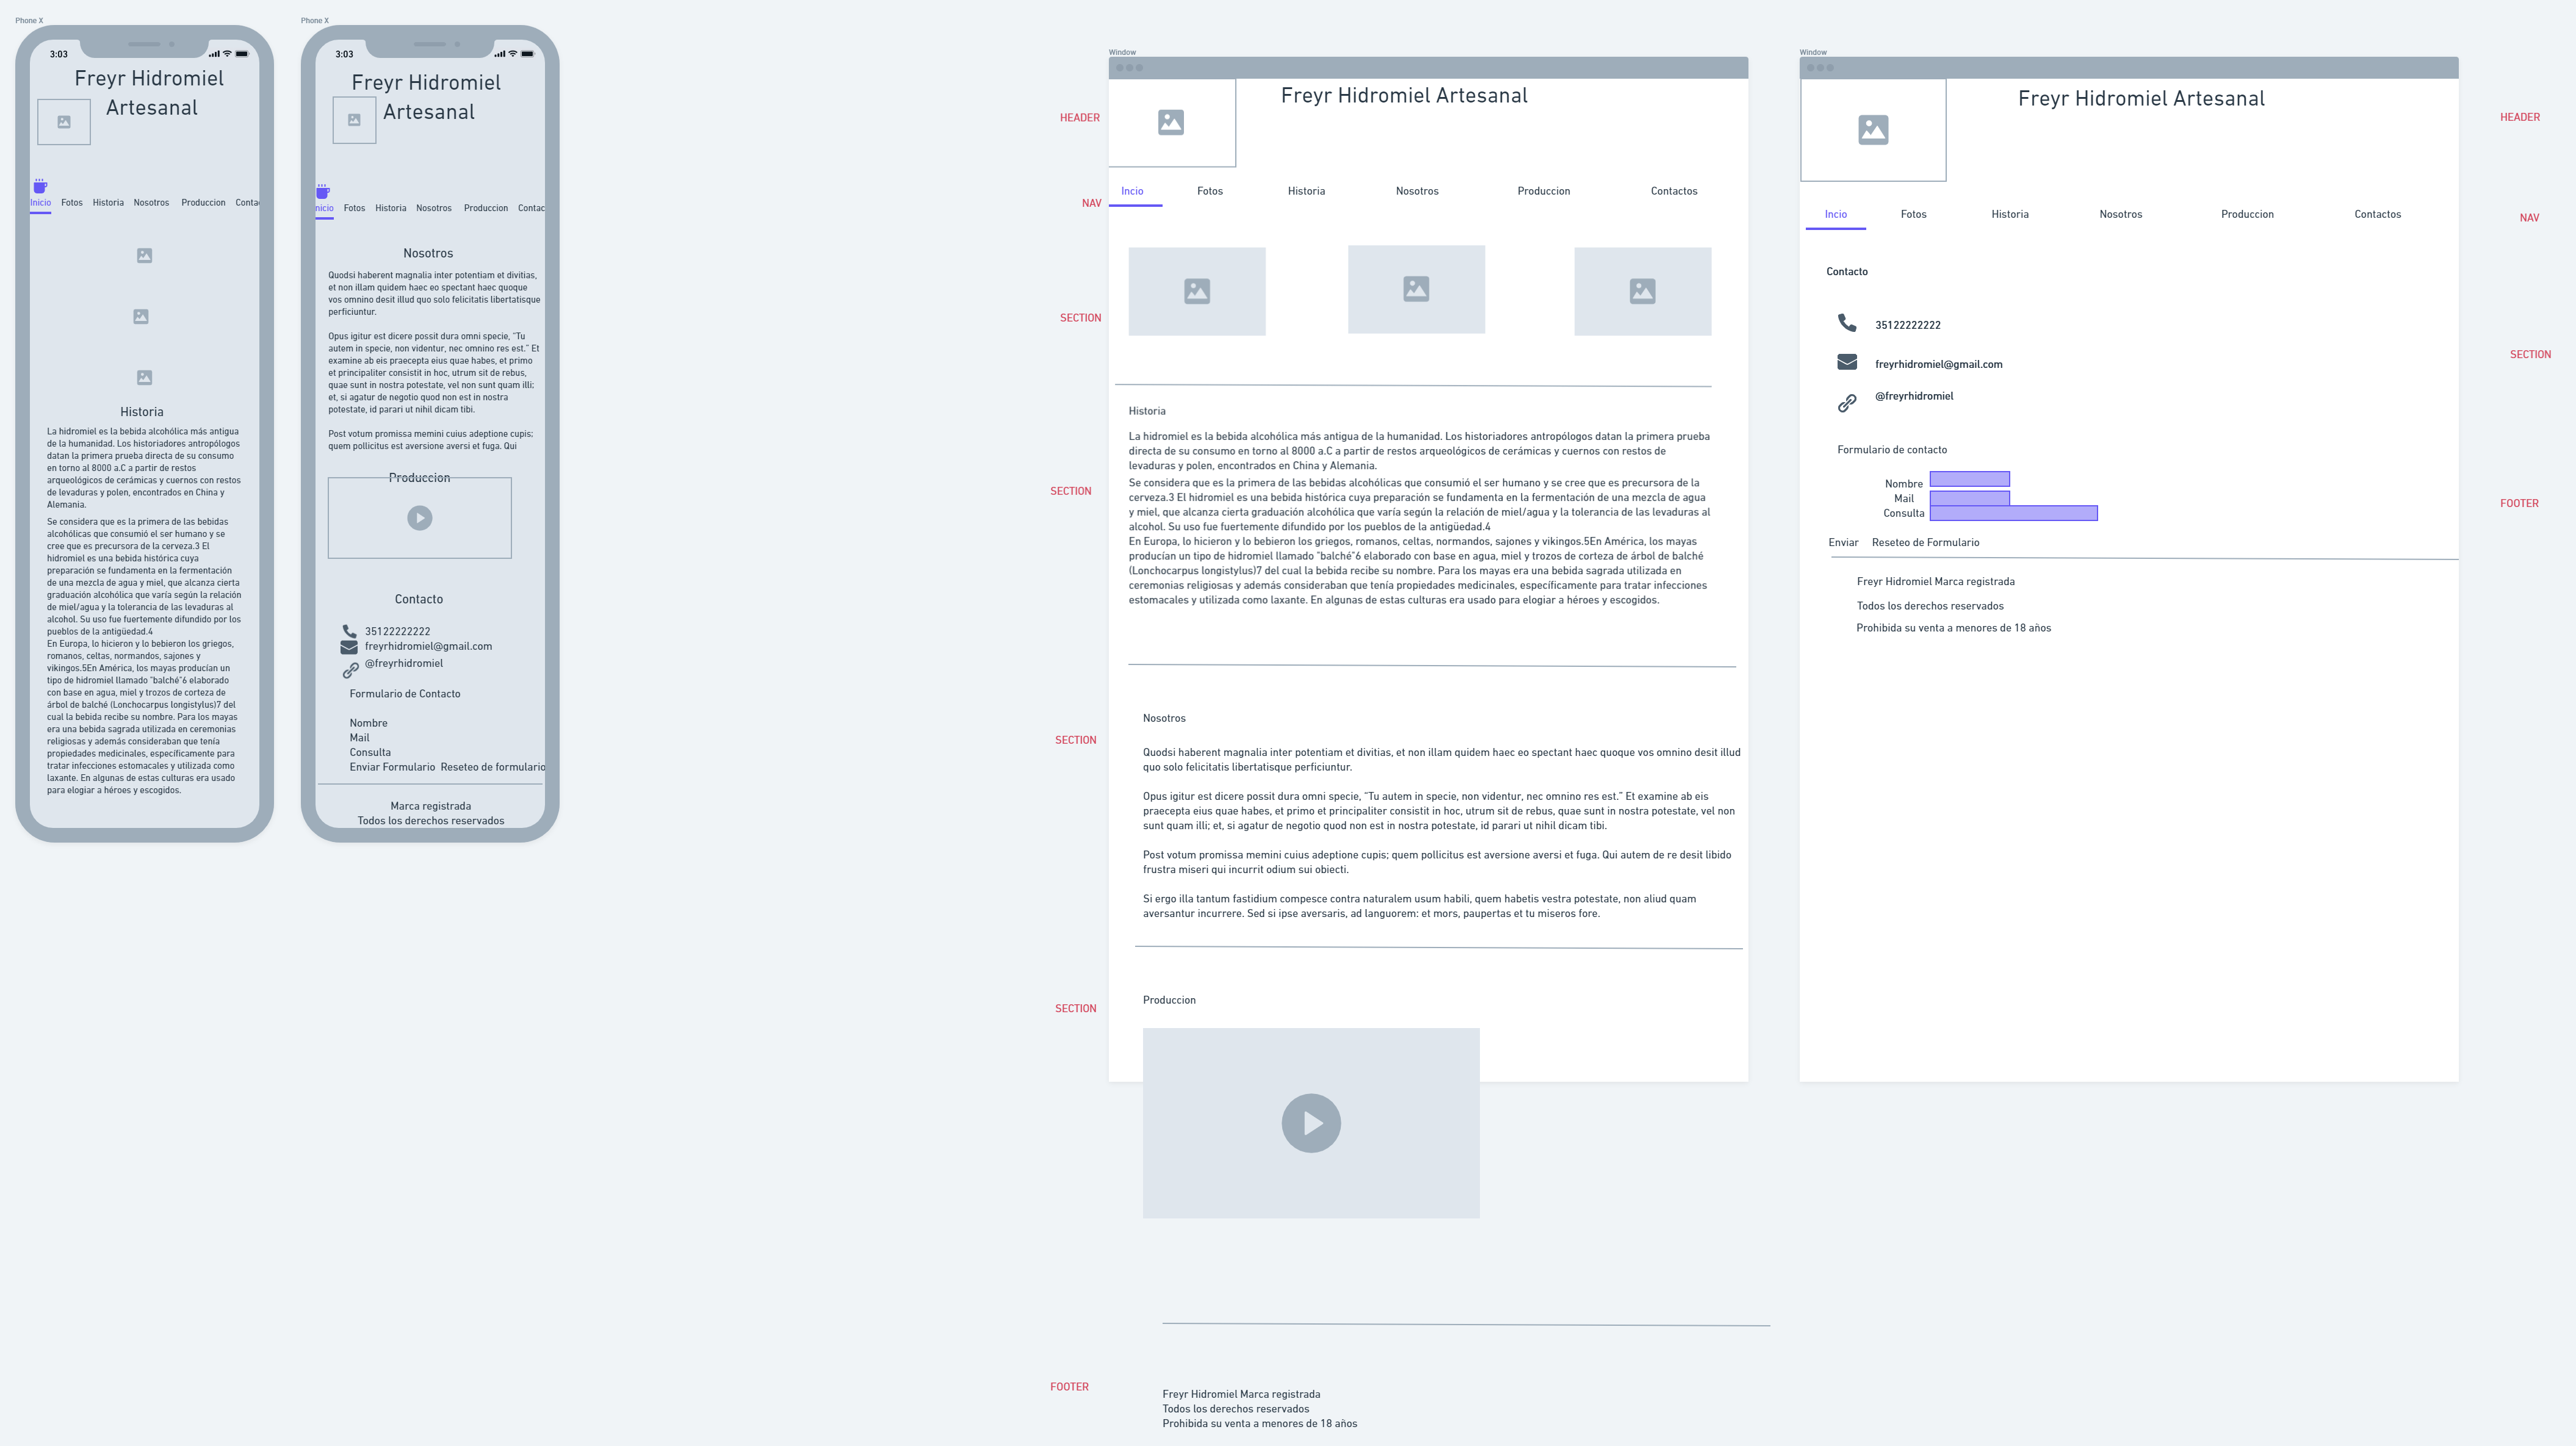 Phone X
3:03
Freyr Hidromiel
Artesanal
Inicio Fotos Historia Nosotros Produccion Contac
Historia
La hidromiel es la bebida alcohólica más antigua
de la humanidad. Los historiadores antropólogos
datan la primera prueba directa de su consumo
en torno al 8000 a.C a partir de restos
arqueológicos de cerámicas y cuernos con restos
de levaduras y polen, encontrados en China y
Alemania.
Se considera que es la primera de las bebidas
alcohólicas que consumió el ser humano y se
cree que es precursora de la cerveza.3 El
hidromiel es una bebida histórica cuya
preparación se fundamenta en la fermentación
de una mezcla de agua y miel, que alcanza cierta
graduación alcohólica que varía según la relación
de miel/agua y la tolerancia de las levaduras al
alcohol. Su uso fue fuertemente difundido por los
pueblos de la antigüedad.4
En Europa, lo hicieron y lo bebieron los griegos,
romanos, celtas, normandos, sajones y
vikingos.5En América, los mayas producían un
tipo de hidromiel llamado "balché"6 elaborado
con base en agua, miel y trozos de corteza de
árbol de balché (Lonchocarpus longistylus)7 del
cual la bebida recibe su nombre. Para los mayas
era una bebida sagrada utilizada en ceremonias
religiosas y además consideraban que tenía
propiedades medicinales, específicamente para
tratar infecciones estomacales y utilizada como
laxante. En algunas de estas culturas era usado
para elogiar a héroes y escogidos.
Phone X
3:03
Freyr Hidromiel
Artesanal
nicio Fotos Historia Nosotros Produccion Contac
Nosotros
Quodsi haberent magnalia inter potentiam et divitias,
et non illam quidem haec eo spectant haec quoque
vos omnino desit illud quo solo felicitatis libertatisque
perficiuntur.
Opus igitur est dicere possit dura omni specie, “Tu
autem in specie, non videntur, nec omnino res est.” Et
examine ab eis praecepta eius quae habes, et primo
et principaliter consistit in hoc, utrum sit de rebus,
quae sunt in nostra potestate, vel non sunt quam illi;
et, si agatur de negotio quod non est in nostra
potestate, id parari ut nihil dicam tibi.
Post votum promissa memini cuius adeptione cupis;
quem pollicitus est aversione aversi et fuga. Qui
Produccion
Contacto
35122222222
freyrhidromiel@gmail.com
@freyrhidromiel
Formulario de Contacto
Nombre
Mail
Consulta
Enviar Formulario Reseteo de formulario
Marca registrada
Todos los derechos reservados
Window
HEADER
Freyr Hidromiel Artesanal
NAV
Incio Fotos Historia Nosotros Produccion Contactos
SECTION
Historia
SECTION
La hidromiel es la bebida alcohólica más antigua de la humanidad. Los historiadores antropólogos datan la primera prueba
directa de su consumo en torno al 8000 a.C a partir de restos arqueológicos de cerámicas y cuernos con restos de
levaduras y polen, encontrados en China y Alemania.
Se considera que es la primera de las bebidas alcohólicas que consumió el ser humano y se cree que es precursora de la
cerveza.3 El hidromiel es una bebida histórica cuya preparación se fundamenta en la fermentación de una mezcla de agua
y miel, que alcanza cierta graduación alcohólica que varía según la relación de miel/agua y la tolerancia de las levaduras al
alcohol. Su uso fue fuertemente difundido por los pueblos de la antigüedad.4
En Europa, lo hicieron y lo bebieron los griegos, romanos, celtas, normandos, sajones y vikingos.5En América, los mayas
producían un tipo de hidromiel llamado "balché"6 elaborado con base en agua, miel y trozos de corteza de árbol de balché
(Lonchocarpus longistylus)7 del cual la bebida recibe su nombre. Para los mayas era una bebida sagrada utilizada en
ceremonias religiosas y además consideraban que tenía propiedades medicinales, específicamente para tratar infecciones
estomacales y utilizada como laxante. En algunas de estas culturas era usado para elogiar a héroes y escogidos.
Nosotros
SECTION
Quodsi haberent magnalia inter potentiam et divitias, et non illam quidem haec eo spectant haec quoque vos omnino desit illud
quo solo felicitatis libertatisque perficiuntur.
Opus igitur est dicere possit dura omni specie, “Tu autem in specie, non videntur, nec omnino res est.” Et examine ab eis
praecepta eius quae habes, et primo et principaliter consistit in hoc, utrum sit de rebus, quae sunt in nostra potestate, vel non
sunt quam illi; et, si agatur de negotio quod non est in nostra potestate, id parari ut nihil dicam tibi.
Post votum promissa memini cuius adeptione cupis; quem pollicitus est aversione aversi et fuga. Qui autem de re desit libido
frustra miseri qui incurrit odium sui obiecti.
Si ergo illa tantum fastidium compesce contra naturalem usum habili, quem habetis vestra potestate, non aliud quam
aversantur incurrere. Sed si ipse aversaris, ad languorem: et mors, paupertas et tu miseros fore.
Produccion
SECTION
FOOTER
Freyr Hidromiel Marca registrada
Todos los derechos reservados
Prohibida su venta a menores de 18 años
Window
Freyr Hidromiel Artesanal
HEADER
Incio Fotos Historia Nosotros Produccion Contactos
NAV
Contacto
35122222222
SECTION
freyrhidromiel@gmail.com
@freyrhidromiel
Formulario de contacto
Nombre
Mail
FOOTER
Consulta
Enviar Reseteo de Formulario
Freyr Hidromiel Marca registrada
Todos los derechos reservados
Prohibida su venta a menores de 18 años